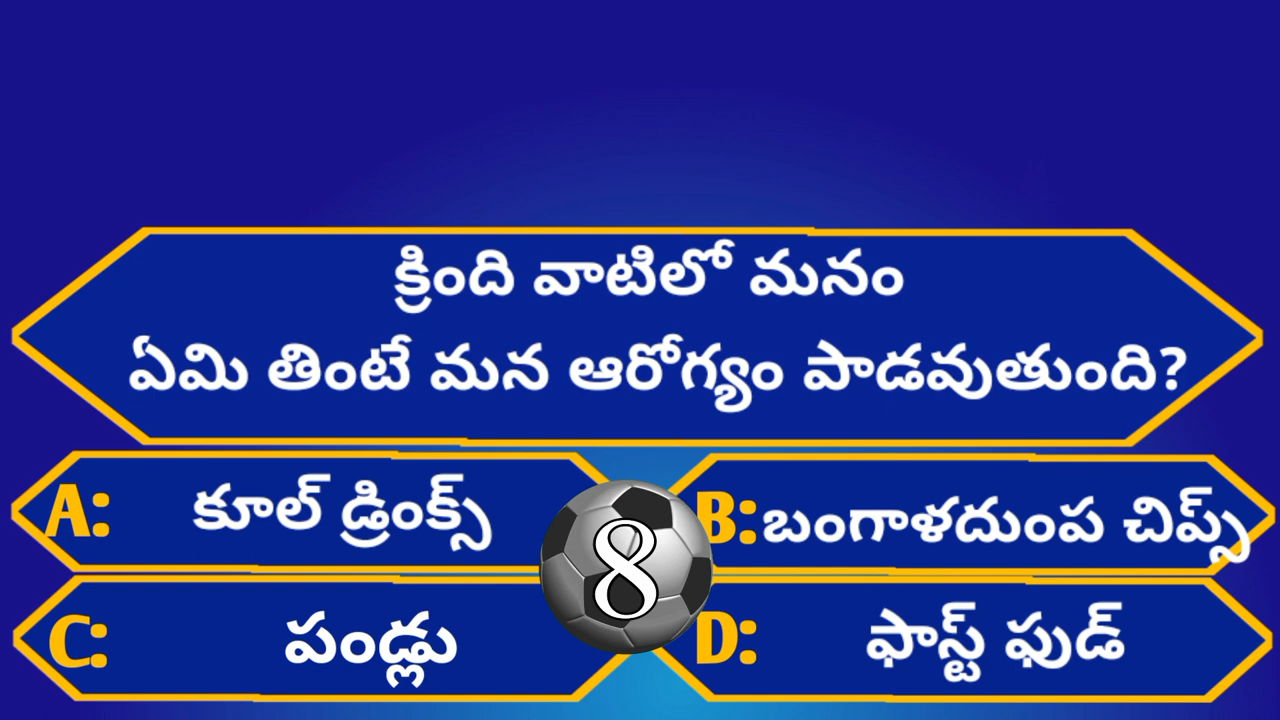 క్రింది వాటిలో మనం
ఏమి తింటే మన ఆరోగ్యం పాడవుతుంది?
A: కూల్ డ్రింక్స్
B: బంగాళదుంప చిప్స్
8
C: పండ్లు
D: ఫాస్ట్ ఫుడ్